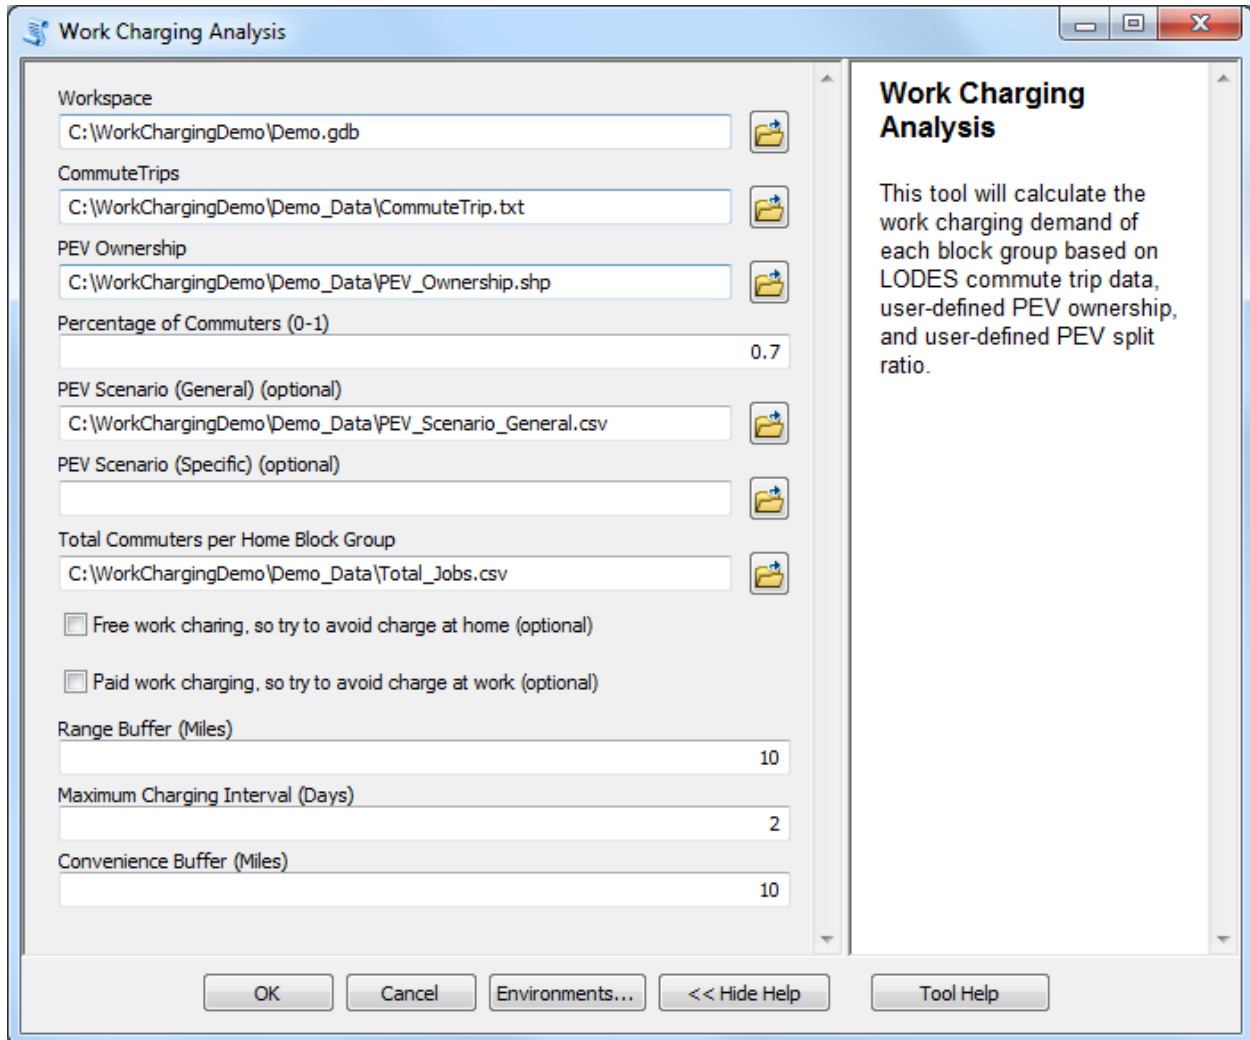 Work Charging Analysis
Workspace
C:\WorkChargingDemo\Demo.gdb
CommuteTrips
C:\WorkChargingDemo\Demo_Data\CommuteTrip.txt
PEV Ownership
C:\WorkChargingDemo\Demo_Data\PEV_Ownership.shp
Percentage of Commuters (0-1)
0.7
PEV Scenario (General) (optional)
C:\WorkChargingDemo\Demo_Data\PEV_Scenario_General.csv
PEV Scenario (Specific) (optional)
Total Commuters per Home Block Group
C:\WorkChargingDemo\Demo_Data\Total_Jobs.csv
Free work charing, so try to avoid charge at home (optional)
Paid work charging, so try to avoid charge at work (optional)
Range Buffer (Miles)
10
Maximum Charging Interval (Days)
2
Convenience Buffer (Miles)
10
Work Charging
Analysis
This tool will calculate the
work charging demand of
each block group based on
LODES commute trip data,
user-defined PEV ownership,
and user-defined PEV split
ratio.
OK
Cancel
Environments...
<< Hide Help
Tool Help